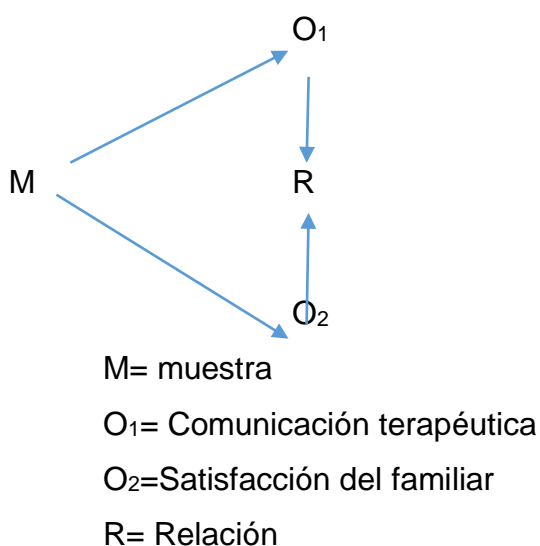 O₁
M R
O₂
M= muestra
O₁= Comunicación terapéutica
O₂=Satisfacción del familiar
R= Relación